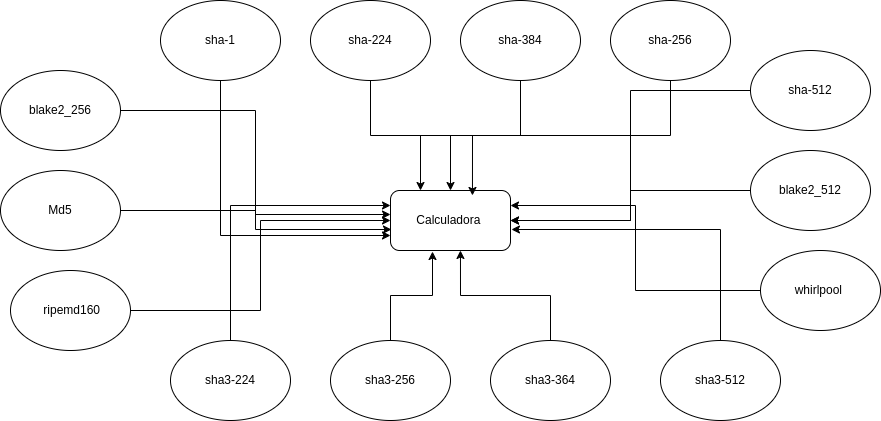 sha-1
sha-224
sha-384
sha-256
sha-512
blake2_256
Md5
Calculadora
blake2_512
ripemd160
whirlpool
sha3-224
sha3-256
sha3-364
sha3-512